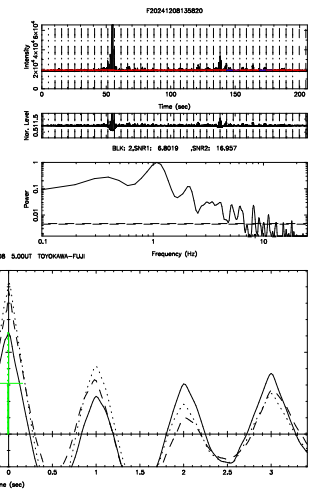 F20241208135820
Intensity
0 2×10⁴ 4×10⁴ 6×10⁴
0 50 100 150 200
Time (sec)
Nav. Level
0.5 1 1.5
BLK: 2,SNR1: 6.8019 ,SNR2: 16.957
Power
1
0.1
0.01
0.1 1 10
Frequency (Hz)
08 5.00UT TOYOKAWA-FUJI
0 0.5 1 1.5 2 2.5 3
me (sec)